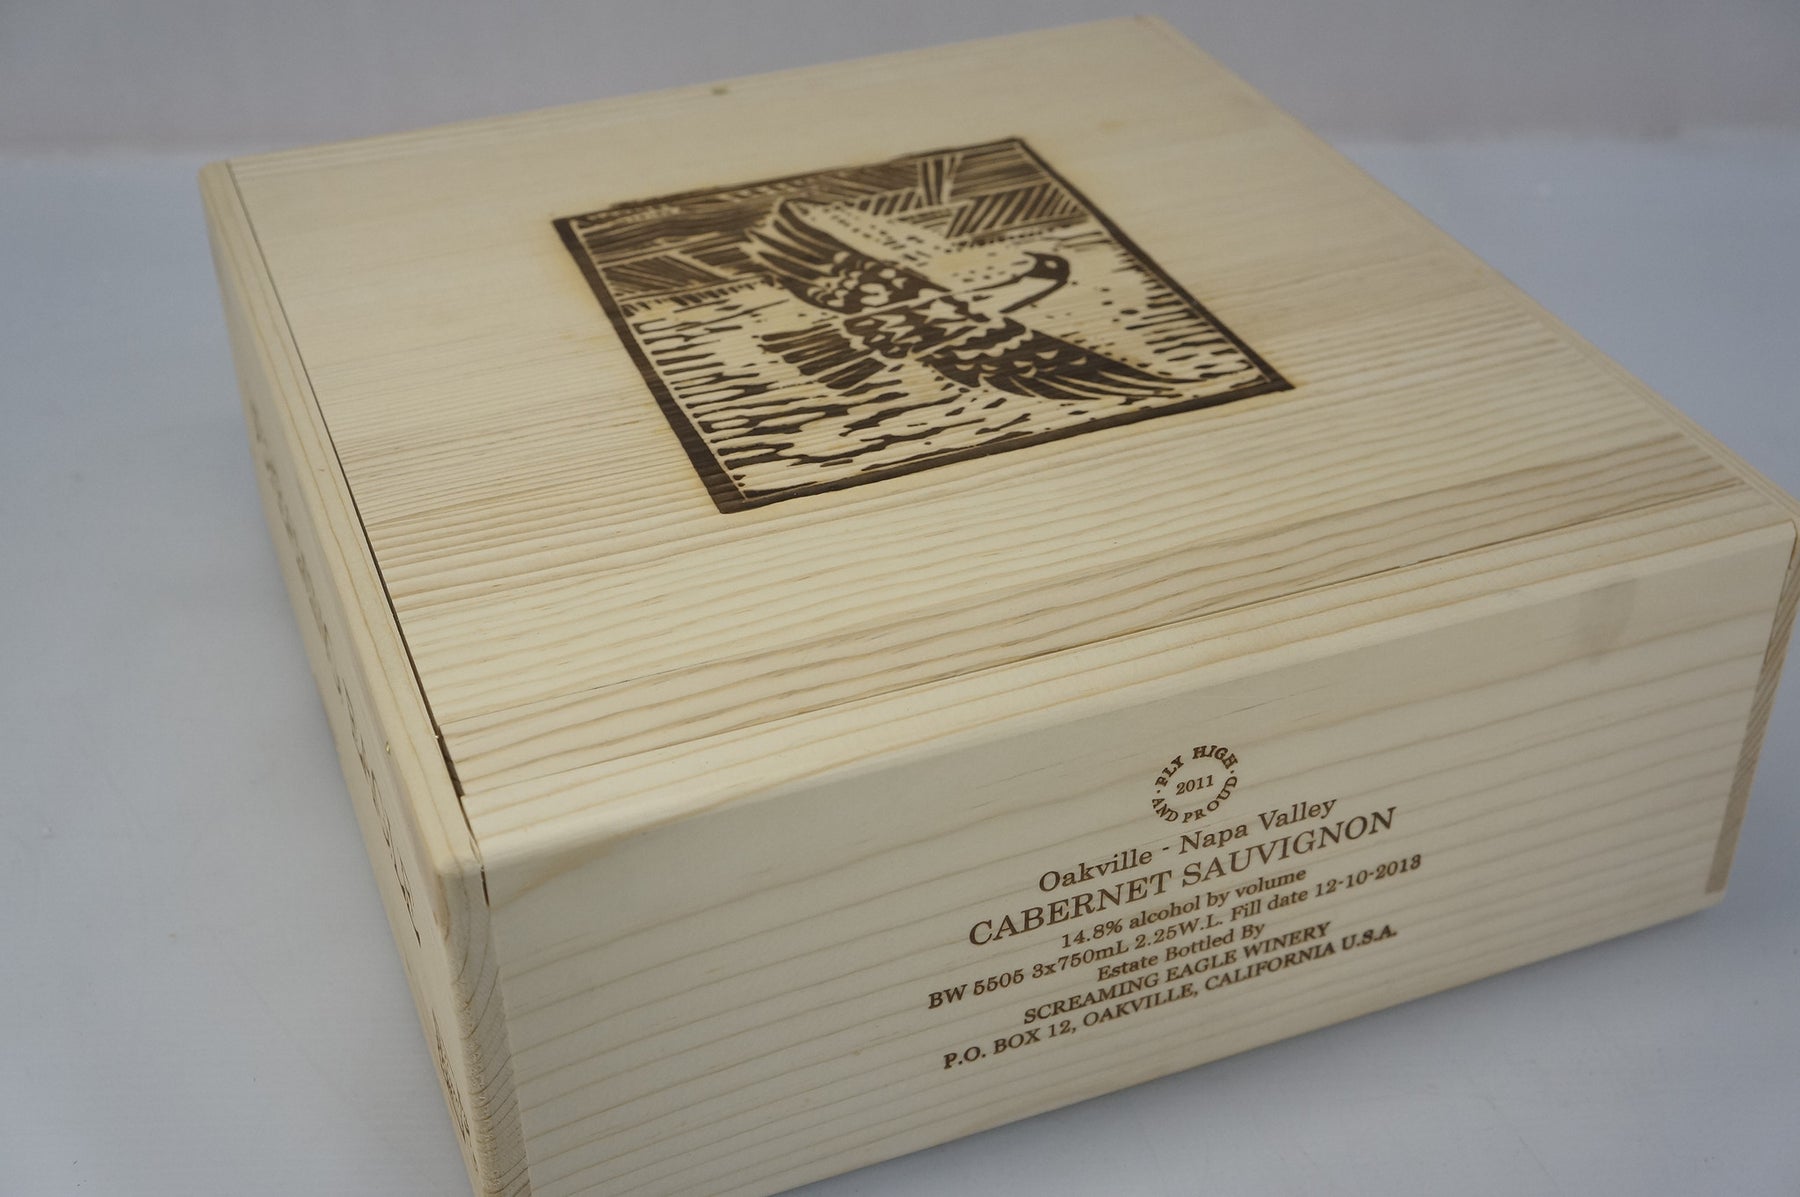 · FLY HIGH · AND PROUD
2011
Oakville - Napa Valley
CABERNET SAUVIGNON
14.8% alcohol by volume
BW 5505 3x750mL 2.25W.L. Fill date 12-10-2013
Estate Bottled By
SCREAMING EAGLE WINERY
P.O. BOX 12, OAKVILLE, CALIFORNIA U.S.A.